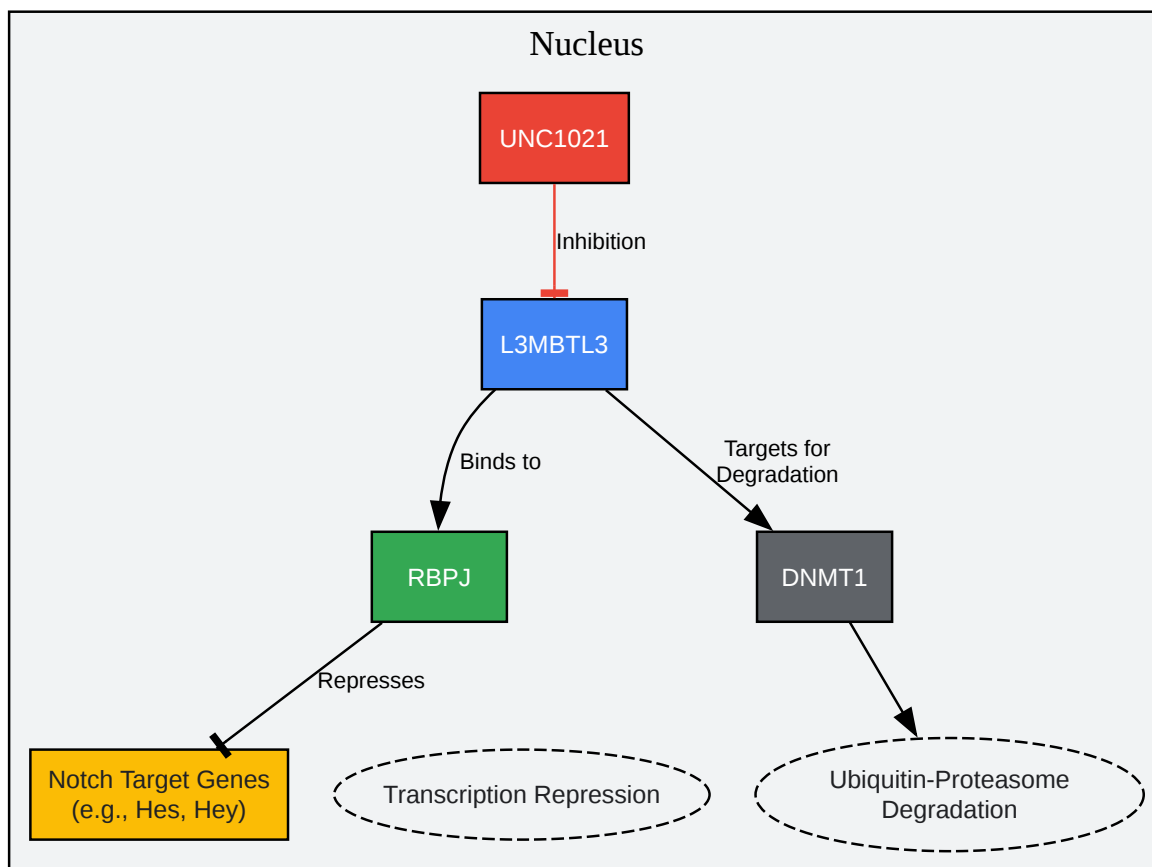 Nucleus
UNC1021
Inhibition
L3MBTL3
Binds to
Targets for
Degradation
RBPJ
DNMT1
Represses
Notch Target Genes
(e.g., Hes, Hey)
Transcription Repression
Ubiquitin-Proteasome
Degradation